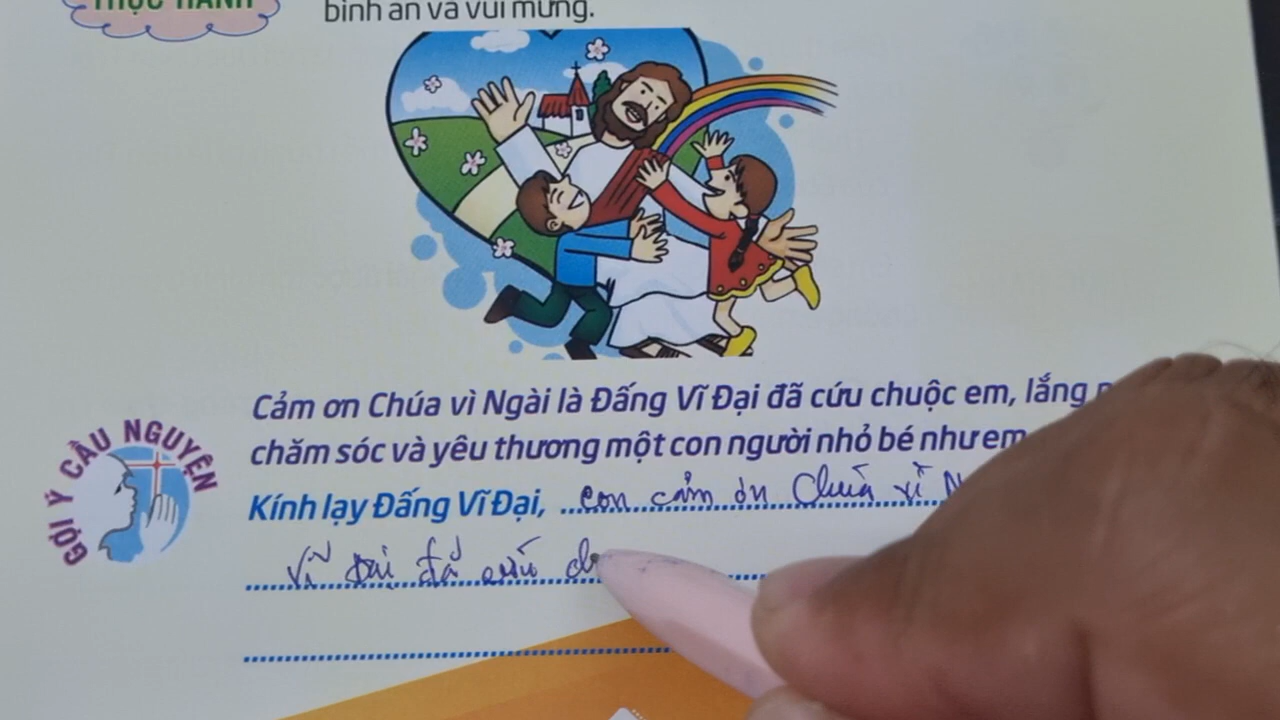 THỰC HÀNH
bình an và vui mừng.
Cảm ơn Chúa vì Ngài là Đấng Vĩ Đại đã cứu chuộc em, lắng
chăm sóc và yêu thương một con người nhỏ bé như em
GỢI Ý CẦU NGUYỆN
Kính lạy Đấng Vĩ Đại, con cảm ơn Chúa vì
Vĩ Đại đã cứu